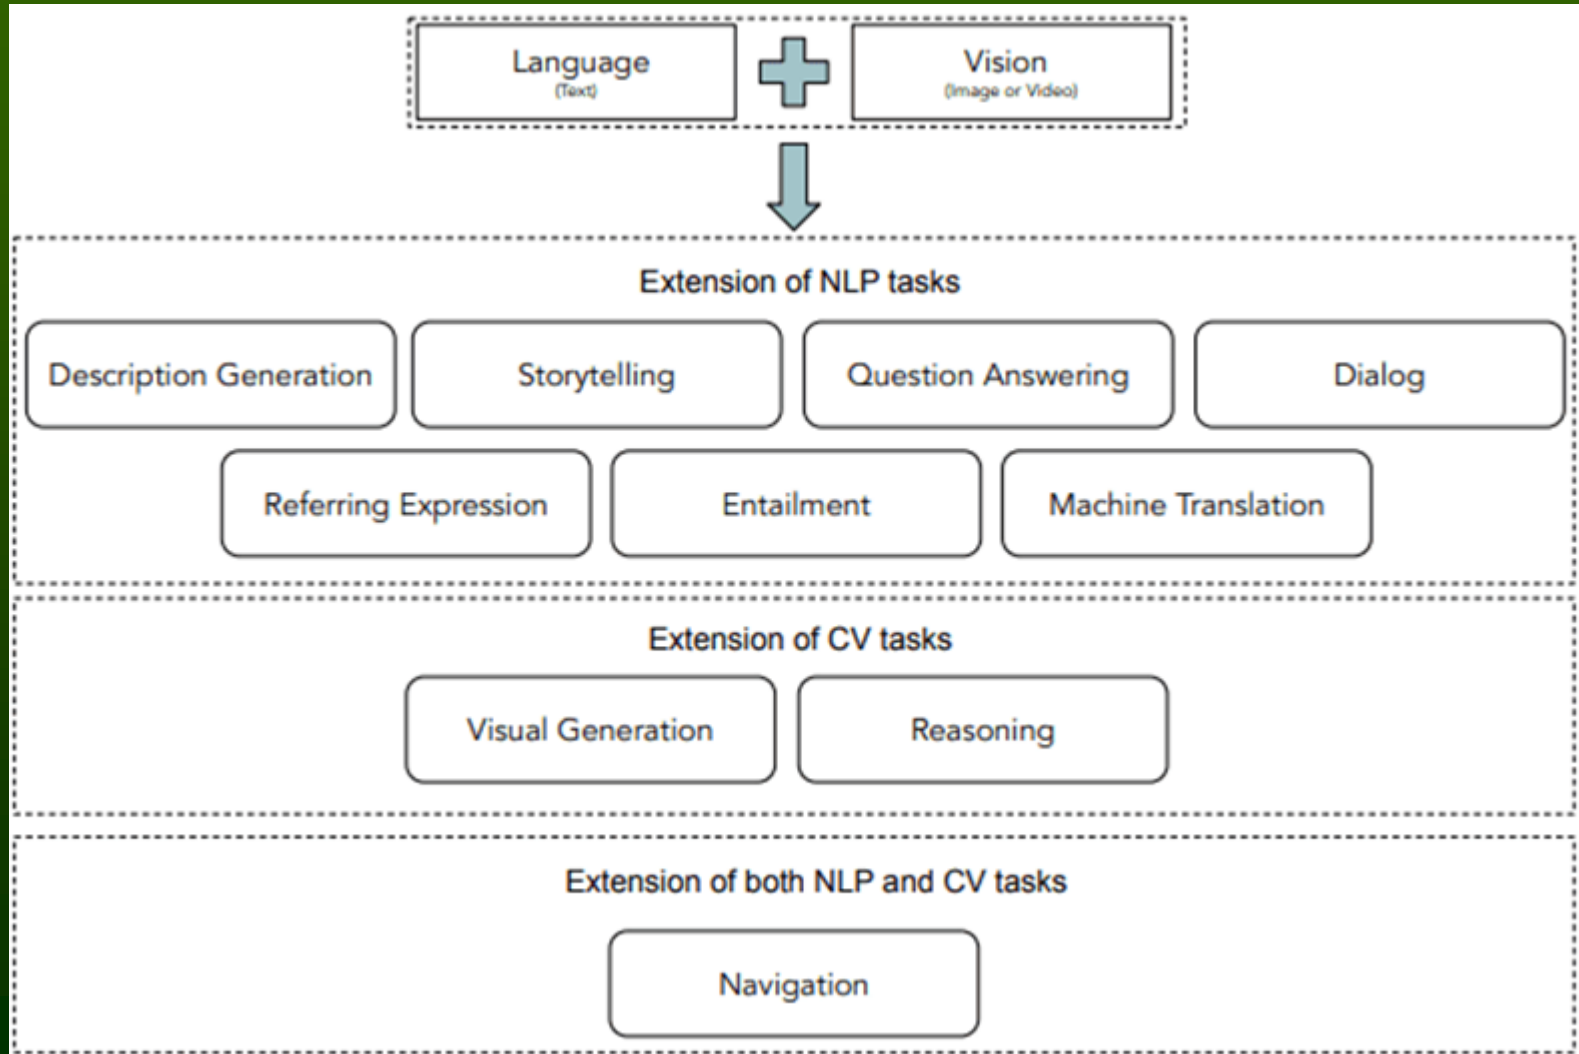 Language
(Text)
Vision
(Image or Video)
Extension of NLP tasks
Description Generation
Storytelling
Question Answering
Dialog
Referring Expression
Entailment
Machine Translation
Extension of CV tasks
Visual Generation
Reasoning
Extension of both NLP and CV tasks
Navigation